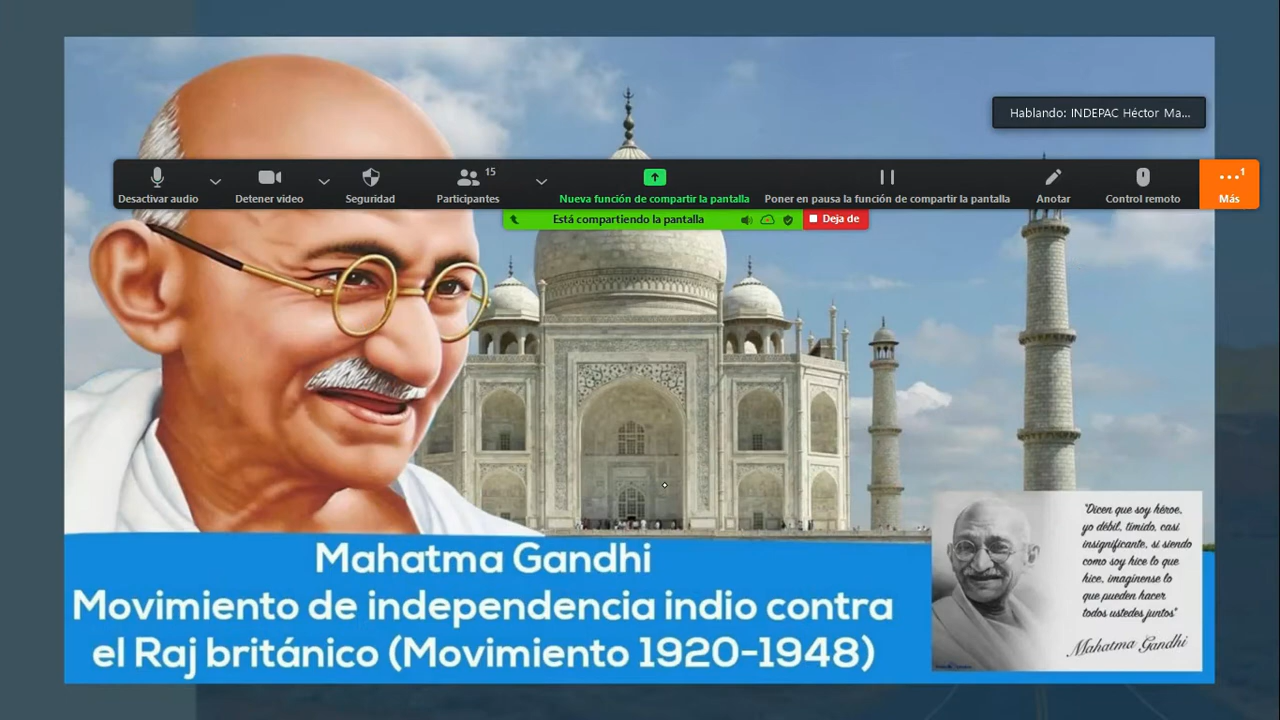 Hablando: INDEPAC Héctor Ma...
15
1
Desactivar audio
Detener video
Seguridad
Participantes
Nueva función de compartir la pantalla
Poner en pausa la función de compartir la pantalla
Anotar
Control remoto
Más
Está compartiendo la pantalla
Deja de
"Dicen que soy héroe,
yo débil, tímido, casi
insignificante, si siendo
como soy hice lo que
hice, imagínense lo
que pueden hacer
todos ustedes juntos"
Mahatma Gandhi
Mahatma Gandhi
Movimiento de independencia indio contra
el Raj británico (Movimiento 1920-1948)